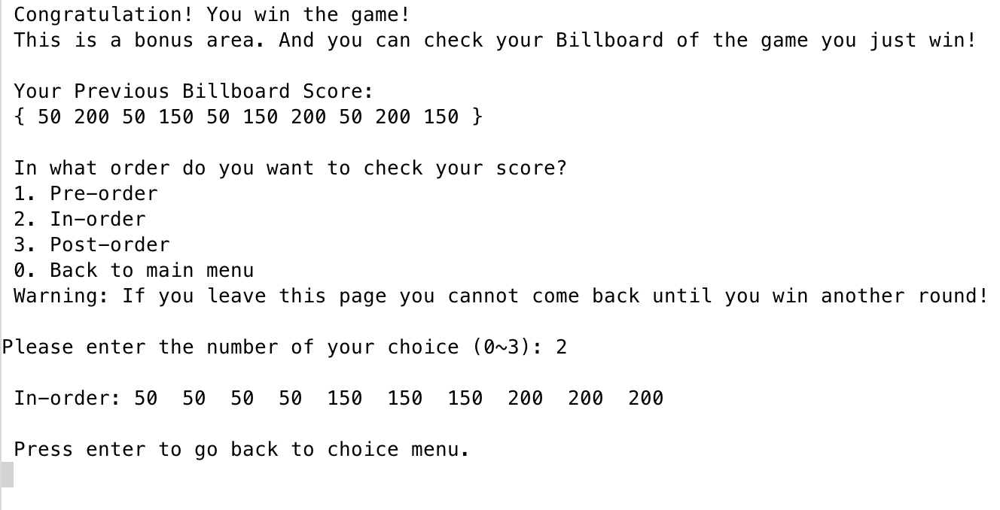 Congratulation! You win the game!
This is a bonus area. And you can check your Billboard of the game you just win!
Your Previous Billboard Score:
{ 50 200 50 150 50 150 200 50 200 150 }
In what order do you want to check your score?
1. Pre-order
2. In-order
3. Post-order
0. Back to main menu
Warning: If you leave this page you cannot come back until you win another round!
Please enter the number of your choice (0~3): 2
In-order: 50  50  50  50  150  150  150  200  200  200
Press enter to go back to choice menu.